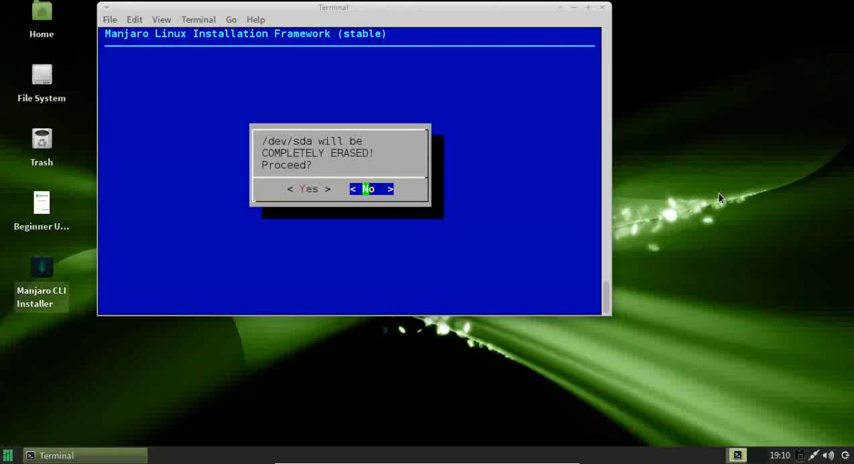 Terminal
File Edit View Terminal Go Help
Manjaro Linux Installation Framework (stable)
/dev/sda will be
COMPLETELY ERASED!
Proceed?
< Yes > < No >
Home
File System
Trash
Beginner U...
Manjaro CLI
Installer
Terminal
19:10